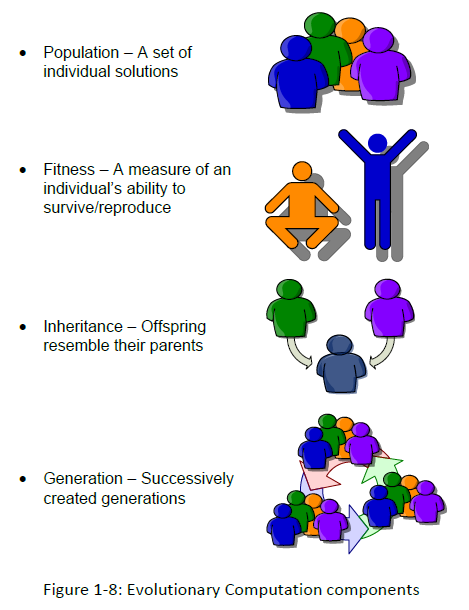 • Population – A set of
individual solutions
• Fitness – A measure of an
individual's ability to
survive/reproduce
• Inheritance – Offspring
resemble their parents
• Generation – Successively
created generations
Figure 1-8: Evolutionary Computation components